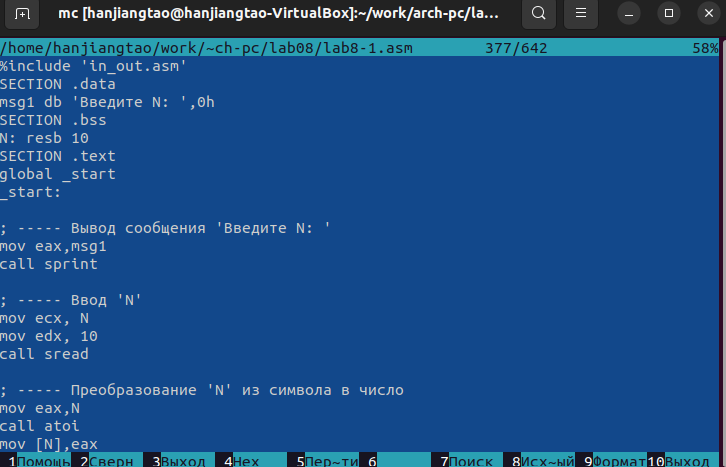 mc [hanjiangtao@hanjiangtao-VirtualBox]:~/work/arch-pc/la...
/home/hanjiangtao/work/~ch-pc/lab08/lab8-1.asm 377/642 58%
%include 'in_out.asm'
SECTION .data
msg1 db 'Введите N: ',0h
SECTION .bss
N: resb 10
SECTION .text
global _start
_start:
; ----- Вывод сообщения 'Введите N: '
mov eax,msg1
call sprint
; ----- Ввод 'N'
mov ecx, N
mov edx, 10
call sread
; ----- Преобразование 'N' из символа в число
mov eax,N
call atoi
mov [N],eax
1Помощь 2Сверн 3Выход 4Hex 5Пер~ти 6 7Поиск 8Исх~ый 9Формат 10Выход